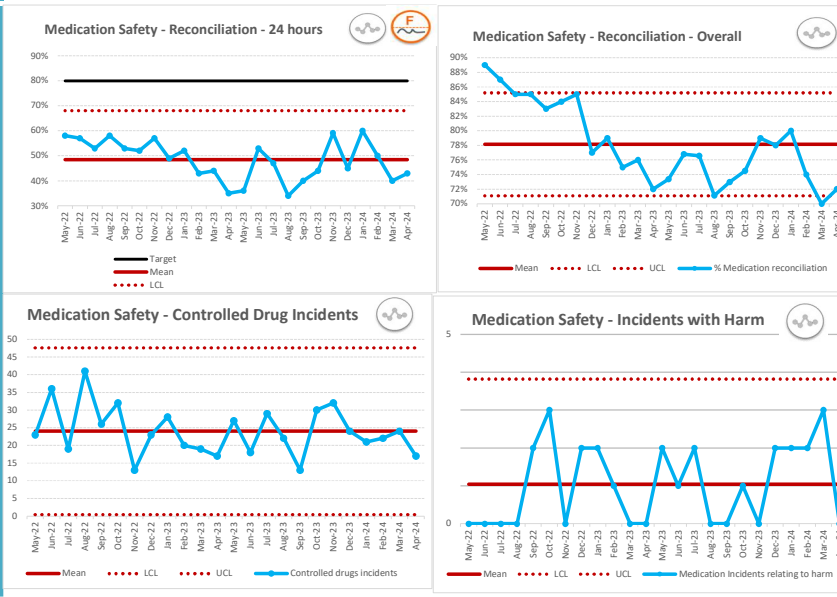 Medication Safety - Reconciliation - 24 hours
F
90%
80%
70%
60%
50%
40%
30%
May-22
Jun-22
Jul-22
Aug-22
Sep-22
Oct-22
Nov-22
Dec-22
Jan-23
Feb-23
Mar-23
Apr-23
May-23
Jun-23
Jul-23
Aug-23
Sep-23
Oct-23
Nov-23
Dec-23
Jan-24
Feb-24
Mar-24
Apr-24
Target
Mean
LCL
Medication Safety - Reconciliation - Overall
90%
88%
86%
84%
82%
80%
78%
76%
74%
72%
70%
May-22
Jun-22
Jul-22
Aug-22
Sep-22
Oct-22
Nov-22
Dec-22
Jan-23
Feb-23
Mar-23
Apr-23
May-23
Jun-23
Jul-23
Aug-23
Sep-23
Oct-23
Nov-23
Dec-23
Jan-24
Feb-24
Mar-24
Apr-24
Mean LCL UCL % Medication reconciliation
Medication Safety - Controlled Drug Incidents
50
45
40
35
30
25
20
15
10
5
0
May-22
Jun-22
Jul-22
Aug-22
Sep-22
Oct-22
Nov-22
Dec-22
Jan-23
Feb-23
Mar-23
Apr-23
May-23
Jun-23
Jul-23
Aug-23
Sep-23
Oct-23
Nov-23
Dec-23
Jan-24
Feb-24
Mar-24
Apr-24
Mean LCL UCL Controlled drugs incidents
Medication Safety - Incidents with Harm
5
0
May-22
Jun-22
Jul-22
Aug-22
Sep-22
Oct-22
Nov-22
Dec-22
Jan-23
Feb-23
Mar-23
Apr-23
May-23
Jun-23
Jul-23
Aug-23
Sep-23
Oct-23
Nov-23
Dec-23
Jan-24
Feb-24
Mar-24
Mean LCL UCL Medication Incidents relating to harm